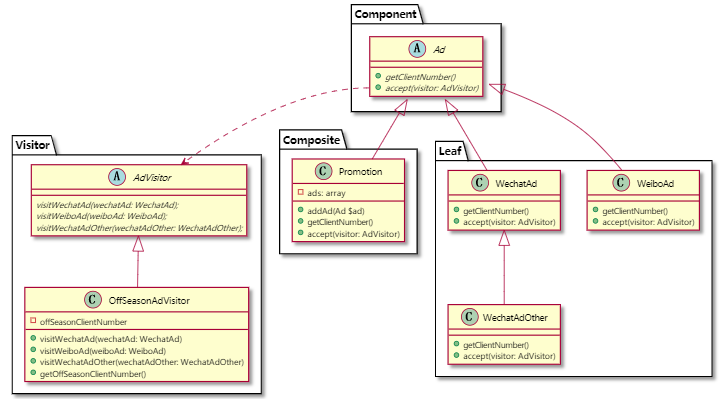 Component
A Ad
getClientNumber()
accept(visitor: AdVisitor)
Visitor
A AdVisitor
visitWechatAd(wechatAd: WechatAd);
visitWeiboAd(weiboAd: WeiboAd);
visitWechatAdOther(wechatAdOther: WechatAdOther);
C OffSeasonAdVisitor
offSeasonClientNumber
visitWechatAd(wechatAd: WechatAd)
visitWeiboAd(weiboAd: WeiboAd)
visitWechatAdOther(wechatAdOther: WechatAdOther)
getOffSeasonClientNumber()
Composite
C Promotion
ads: array
addAd(Ad $ad)
getClientNumber()
accept(visitor: AdVisitor)
Leaf
C WechatAd
getClientNumber()
accept(visitor: AdVisitor)
C WeiboAd
getClientNumber()
accept(visitor: AdVisitor)
C WechatAdOther
getClientNumber()
accept(visitor: AdVisitor)